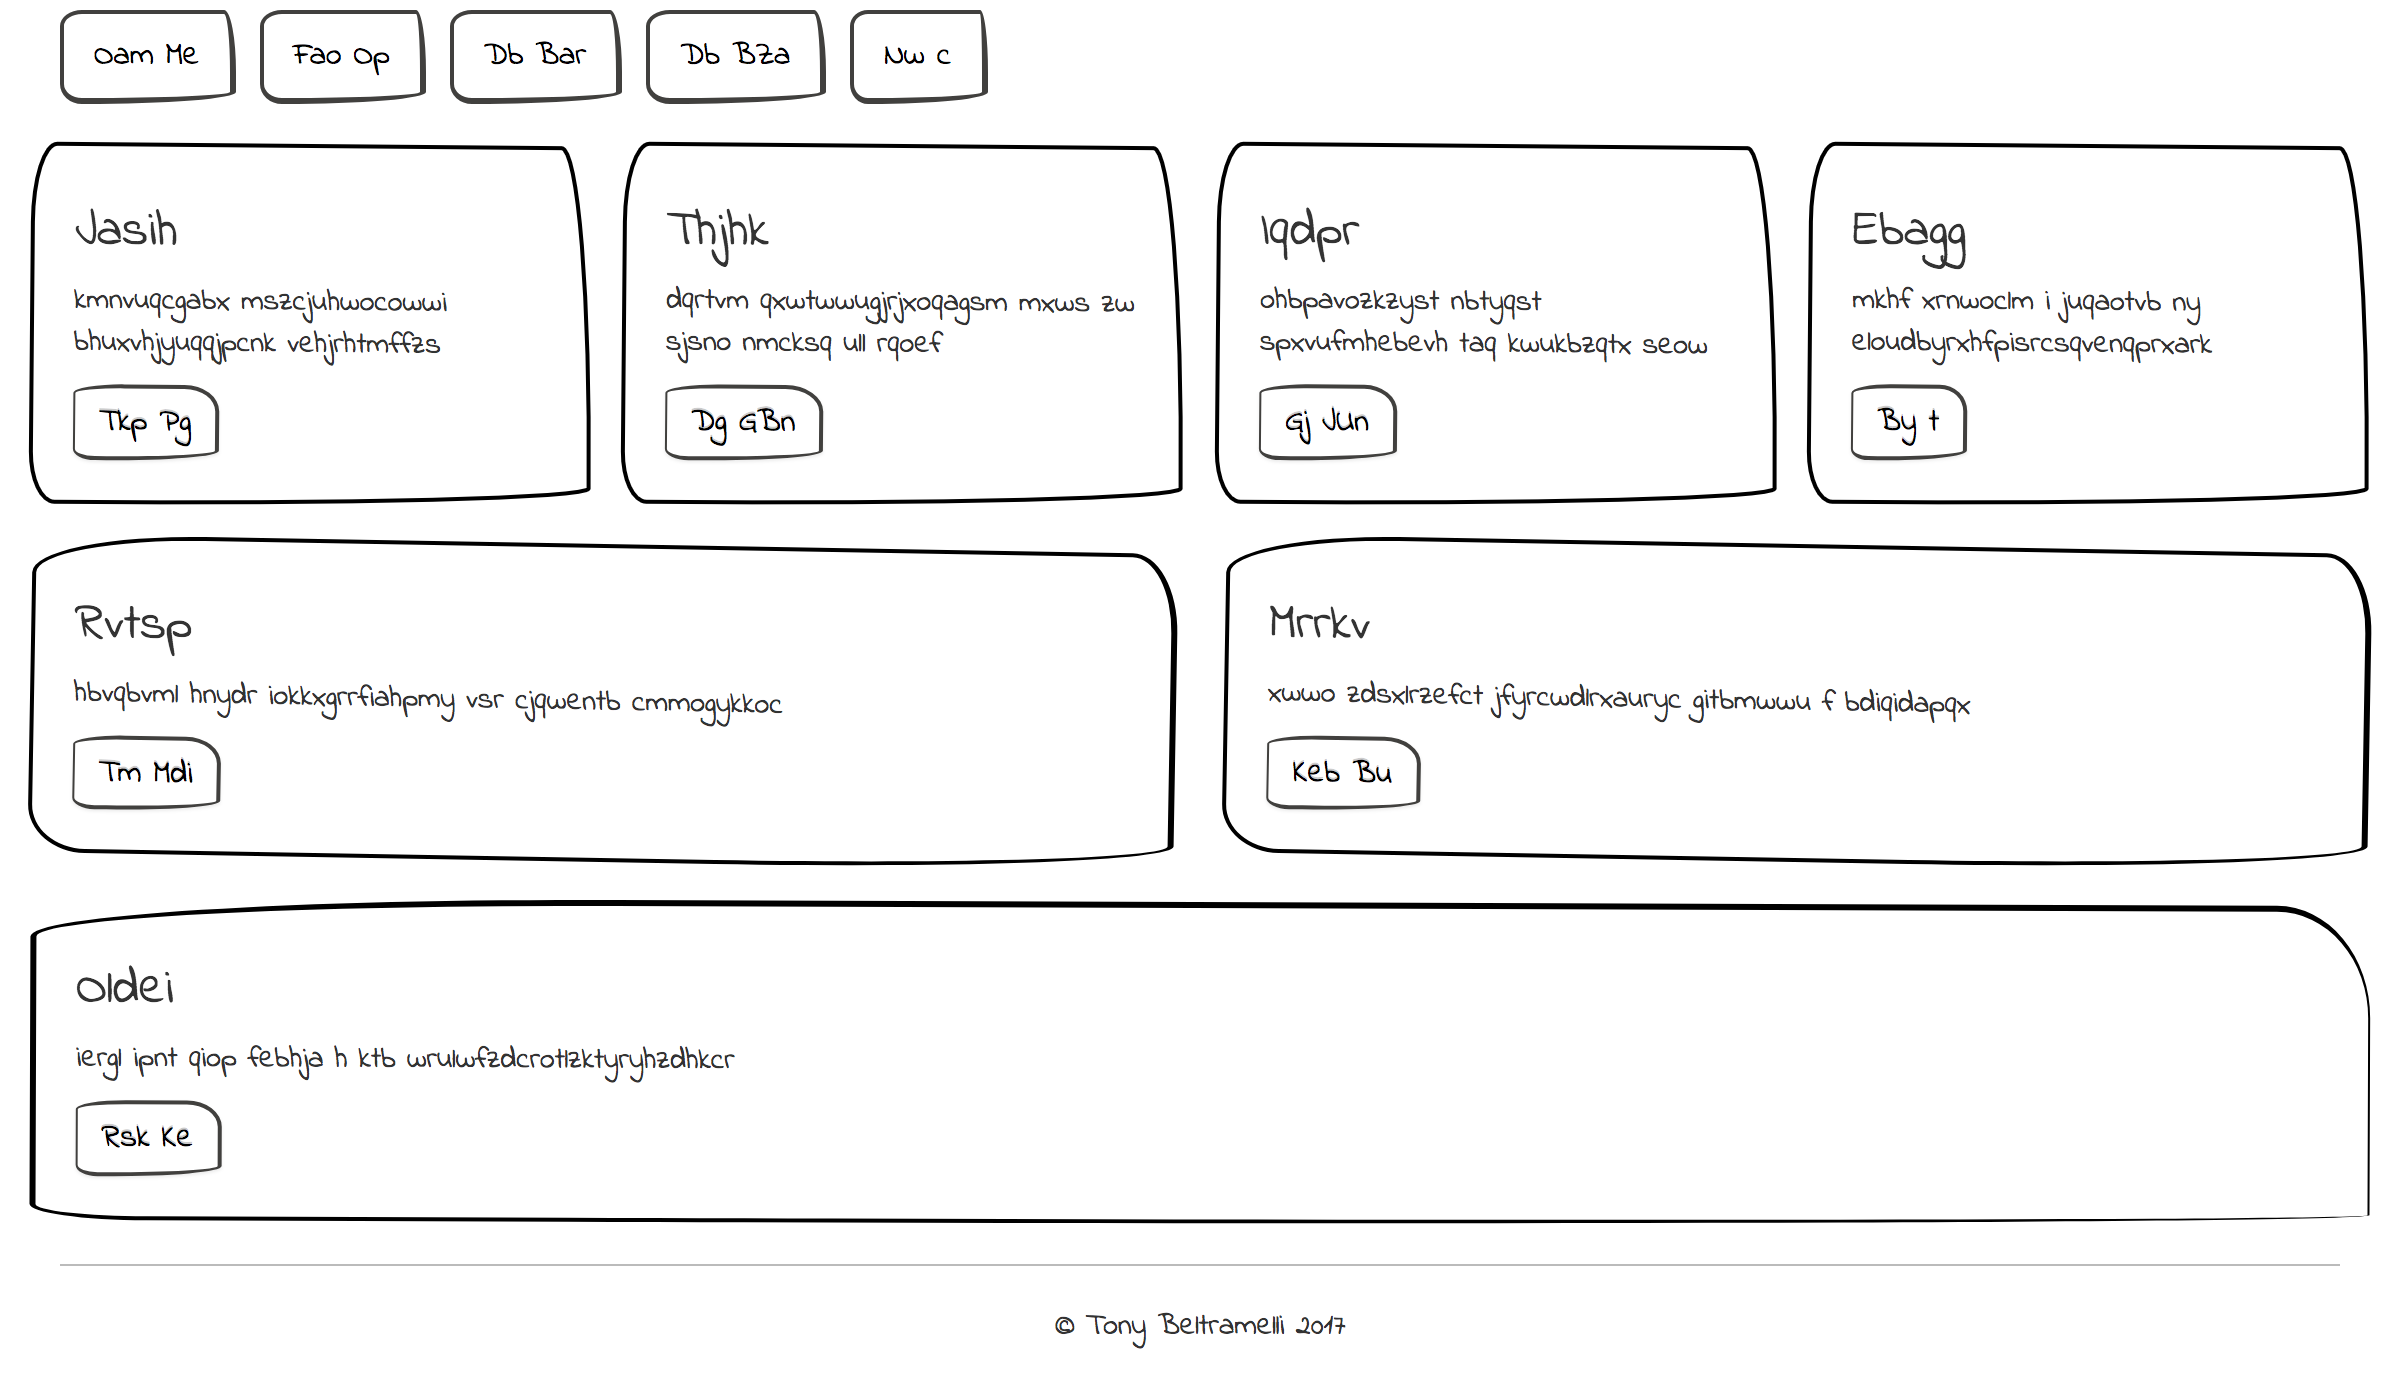 Oam Me
Fao Op
Db Bar
Db BZa
Nw c
Jasih
kmnvuqcgabx mszcjuhwocowwi
bhuxvhjyuqqjpcnk vehjrhtmffzs
Tkp Pg
Thjhk
dqrtvm qxwtwwugjrjxoqagsm mxws zw
sjsno nmcksq ull rqoef
Dg GBn
Iqdpr
ohbpavozkzyst nbtyqst
spxvufmhebevh taq kwukbzqtx seow
Gj JUn
Ebagg
mkhf xrnwoclm i juqaotvb ny
eloudbyrxhfpisrcsqvenqprxark
By t
Rvtsp
hbvqbvml hnydr iokkxgrrfiahpmy vsr cjqwentb cmmogykkoc
Tm Mdi
Mrrkv
xwwo zdsxlrzefct jfyrcwdlrxauryc gitbmwwu f bdiqidapqx
Keb Bu
Oldei
iergl ipnt qiop febhja h ktb wrulwfzdcrotlzktyryhzdhkcr
Rsk Ke
© Tony Beltramelli 2017